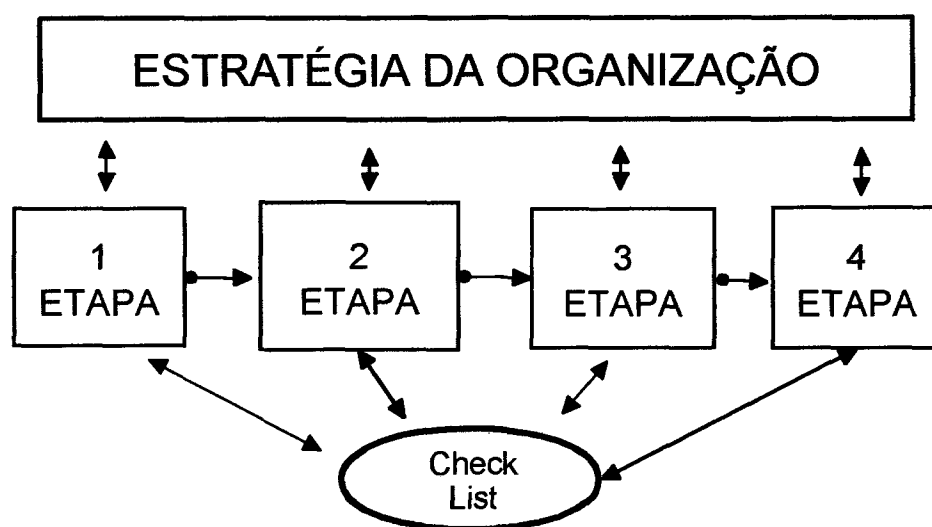 ESTRATÉGIA DA ORGANIZAÇÃO
1
ETAPA
2
ETAPA
3
ETAPA
4
ETAPA
Check
List